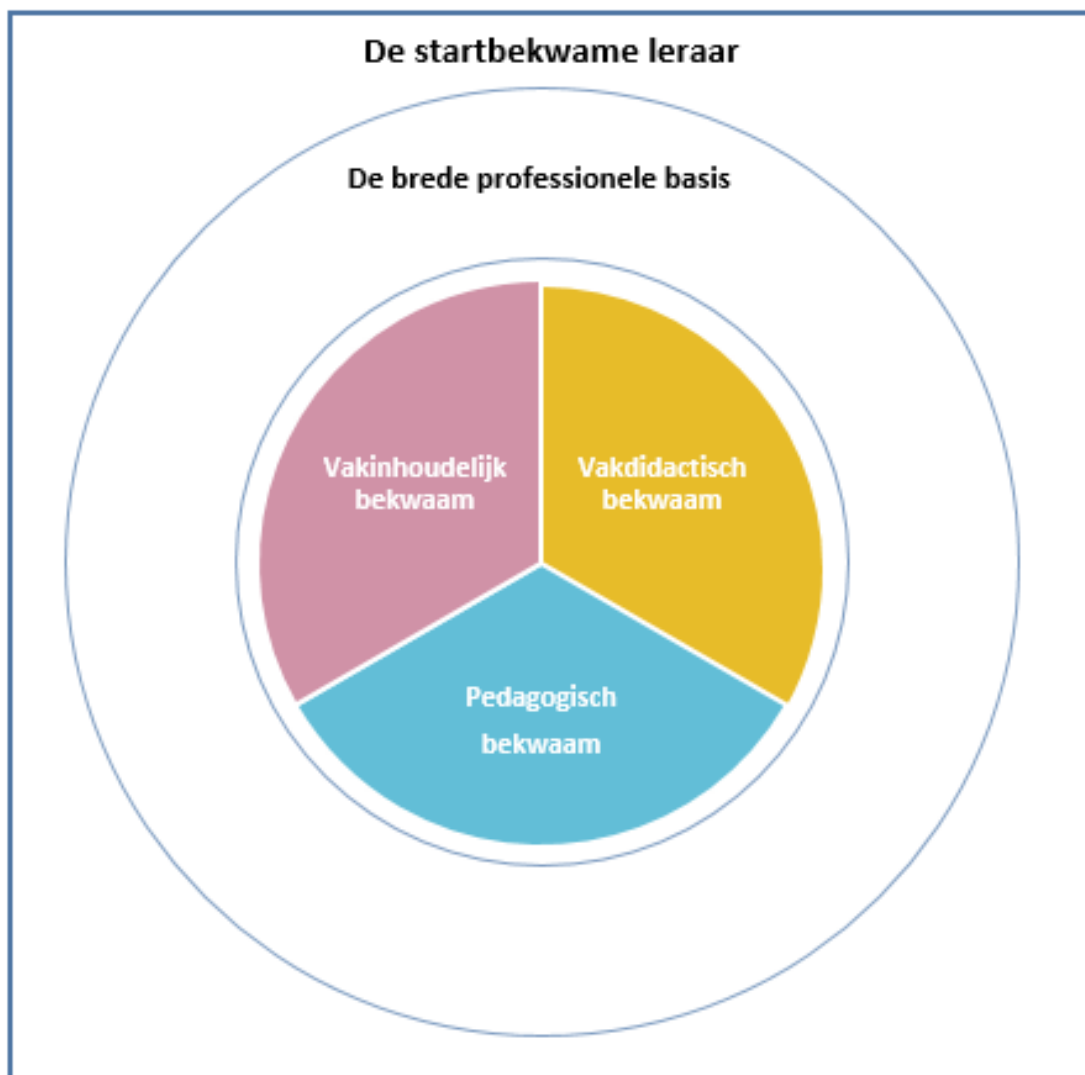 De startbekwame leraar
De brede professionele basis
Vakinhoudelijk
bekwaam
Vakdidactisch
bekwaam
Pedagogisch
bekwaam